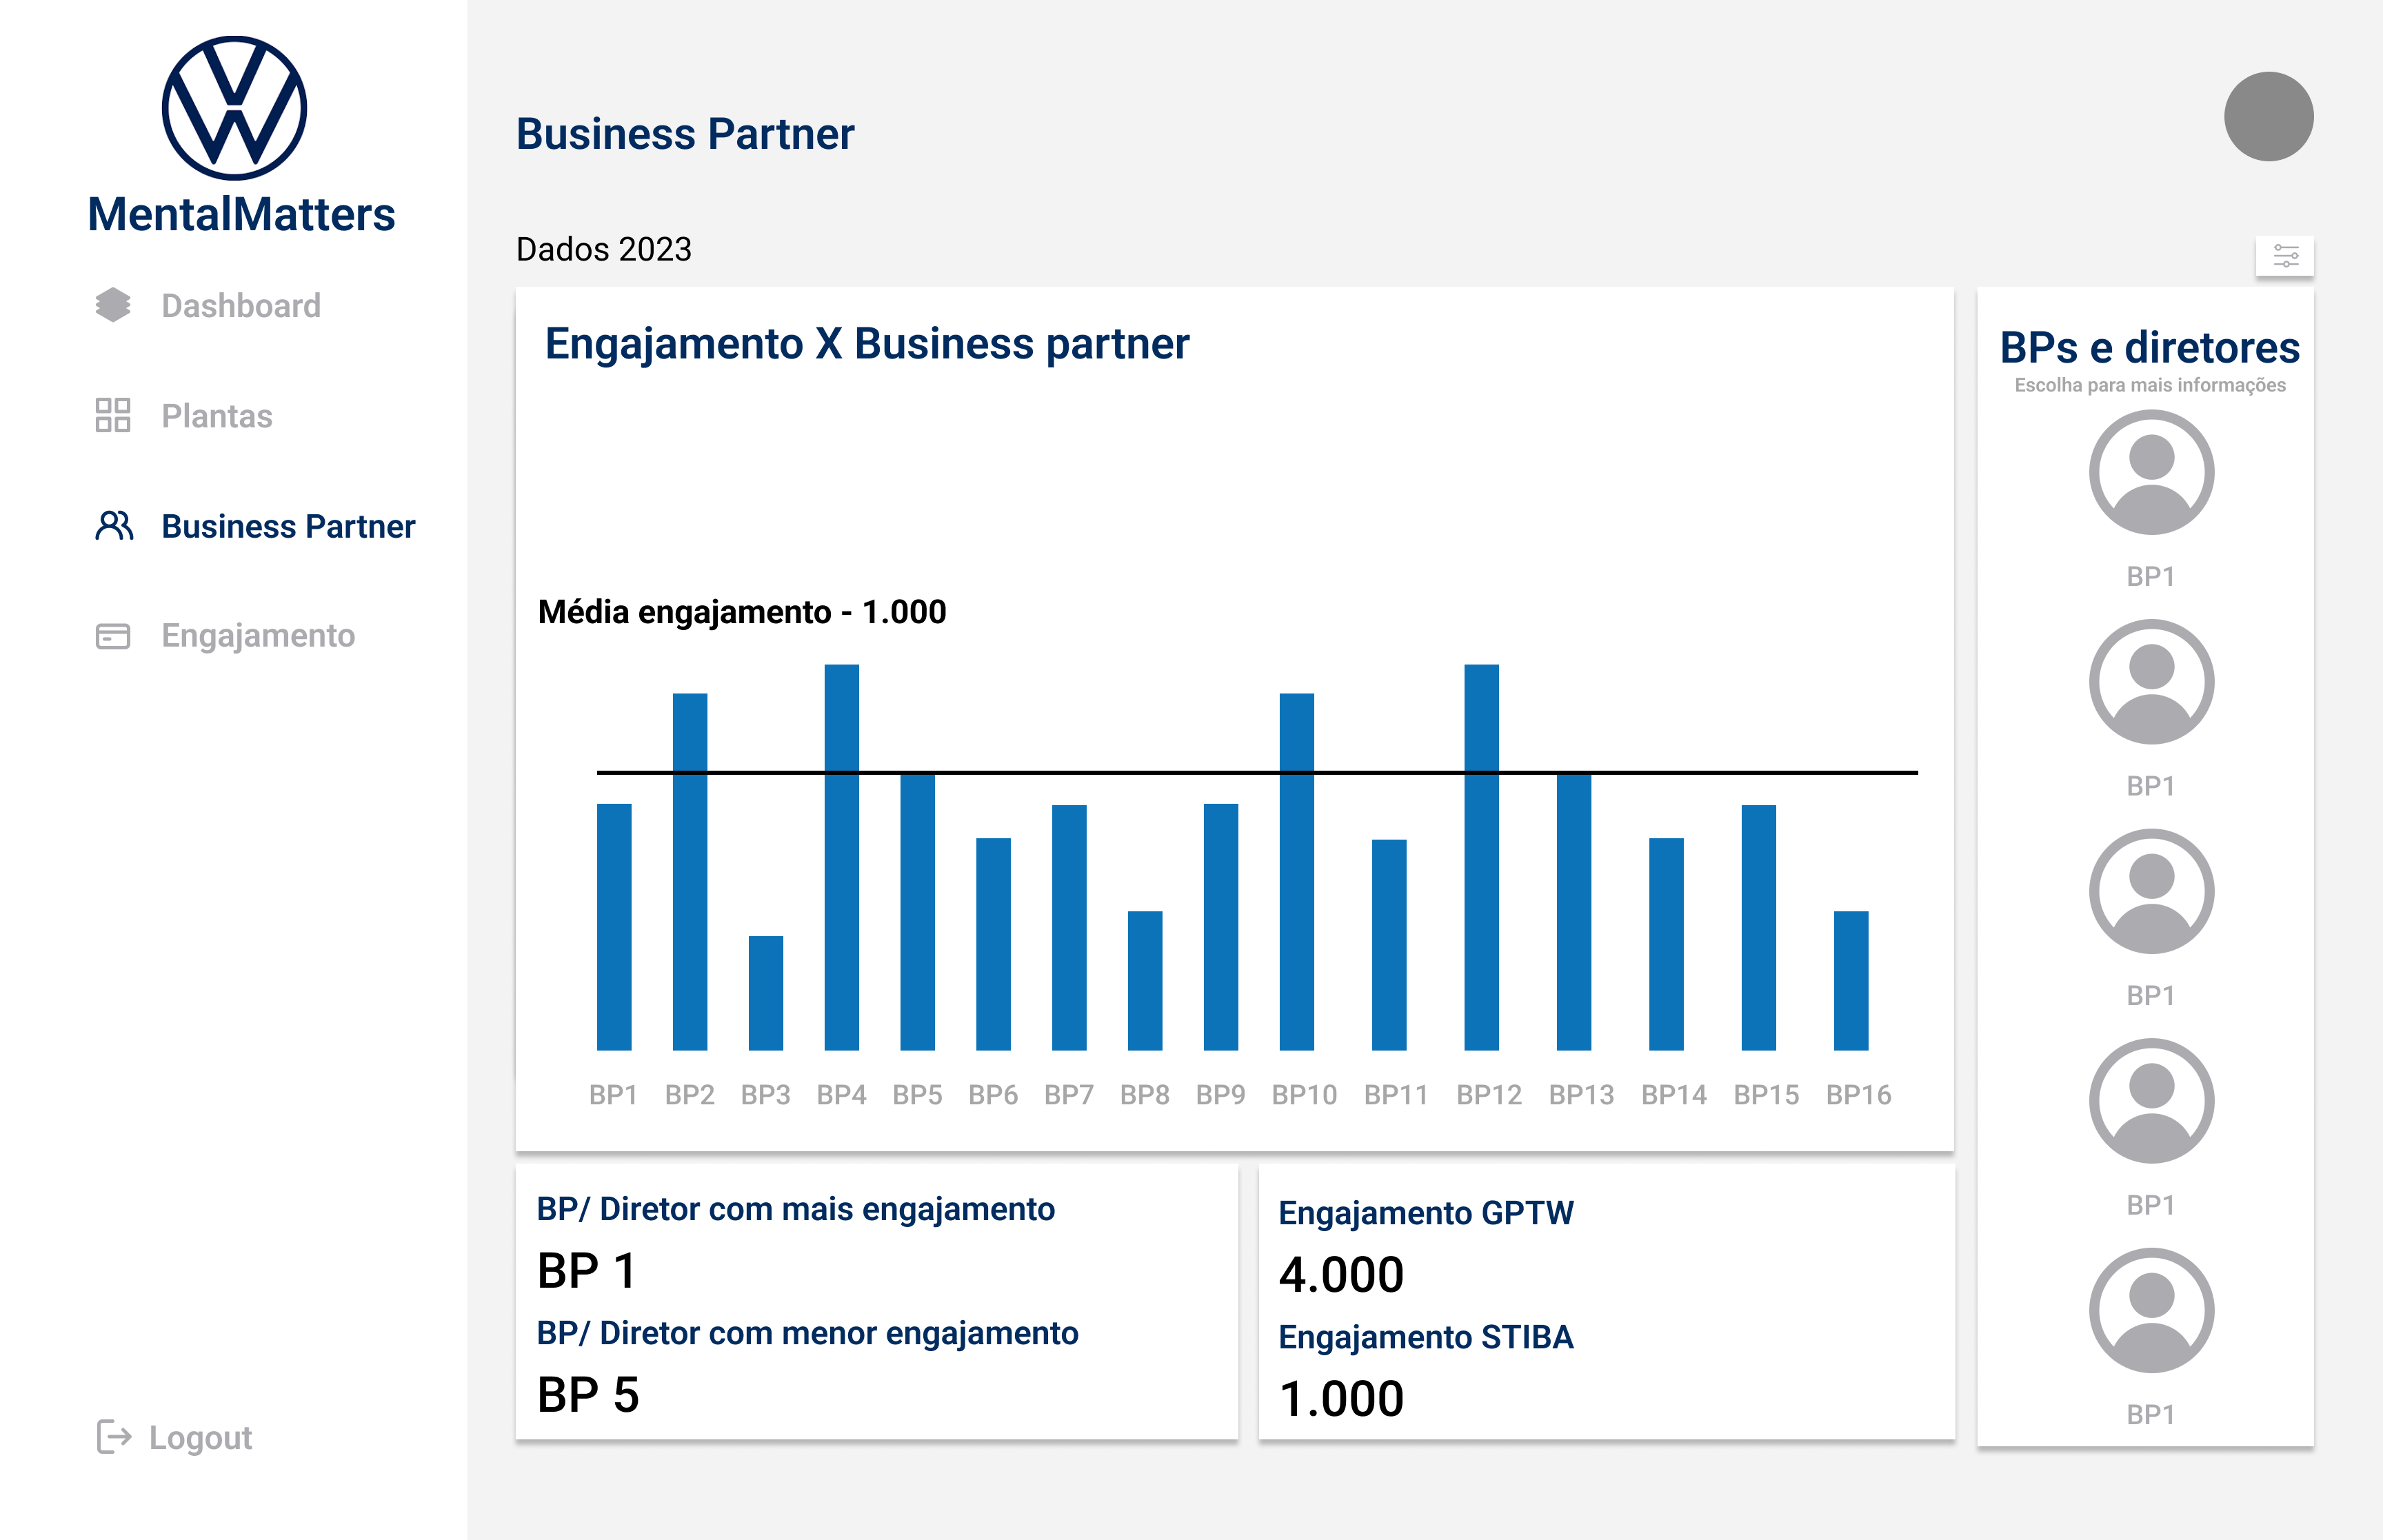 MentalMatters
Dashboard
Plantas
Business Partner
Engajamento
Logout
Business Partner
Dados 2023
Engajamento X Business partner
Média engajamento - 1.000
BP1 BP2 BP3 BP4 BP5 BP6 BP7 BP8 BP9 BP10 BP11 BP12 BP13 BP14 BP15 BP16
BP/ Diretor com mais engajamento
BP 1
BP/ Diretor com menor engajamento
BP 5
Engajamento GPTW
4.000
Engajamento STIBA
1.000
BPs e diretores
Escolha para mais informações
BP1
BP1
BP1
BP1
BP1